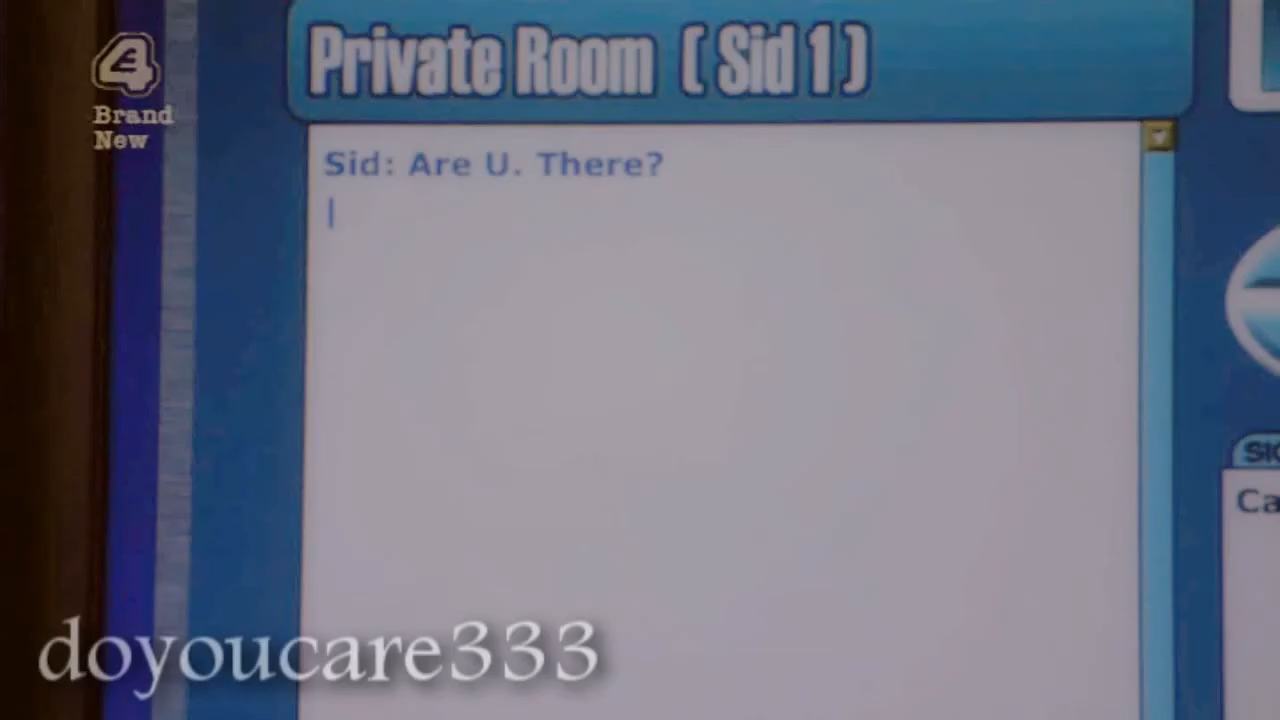 Private Room ( Sid 1 )
4
Brand
New
Sid: Are U. There?
doyoucare333